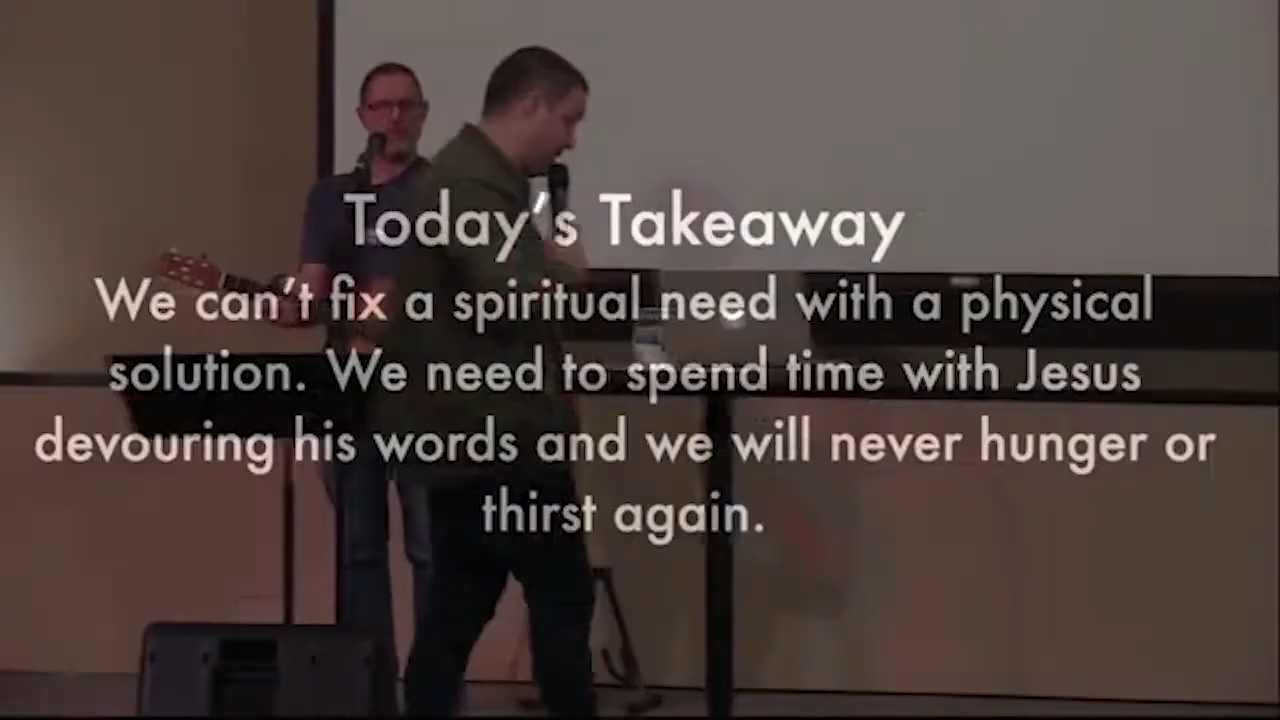 Today's Takeaway
We can't fix a spiritual need with a physical
solution. We need to spend time with Jesus
devouring his words and we will never hunger or
thirst again.